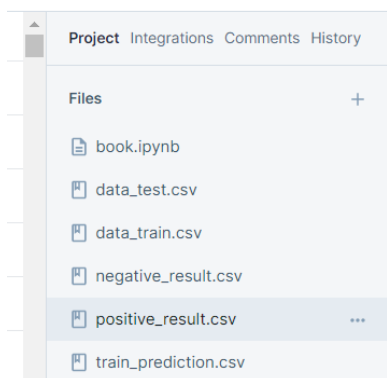 Project Integrations Comments History
Files
book.ipynb
data_test.csv
data_train.csv
negative_result.csv
positive_result.csv
train_prediction.csv